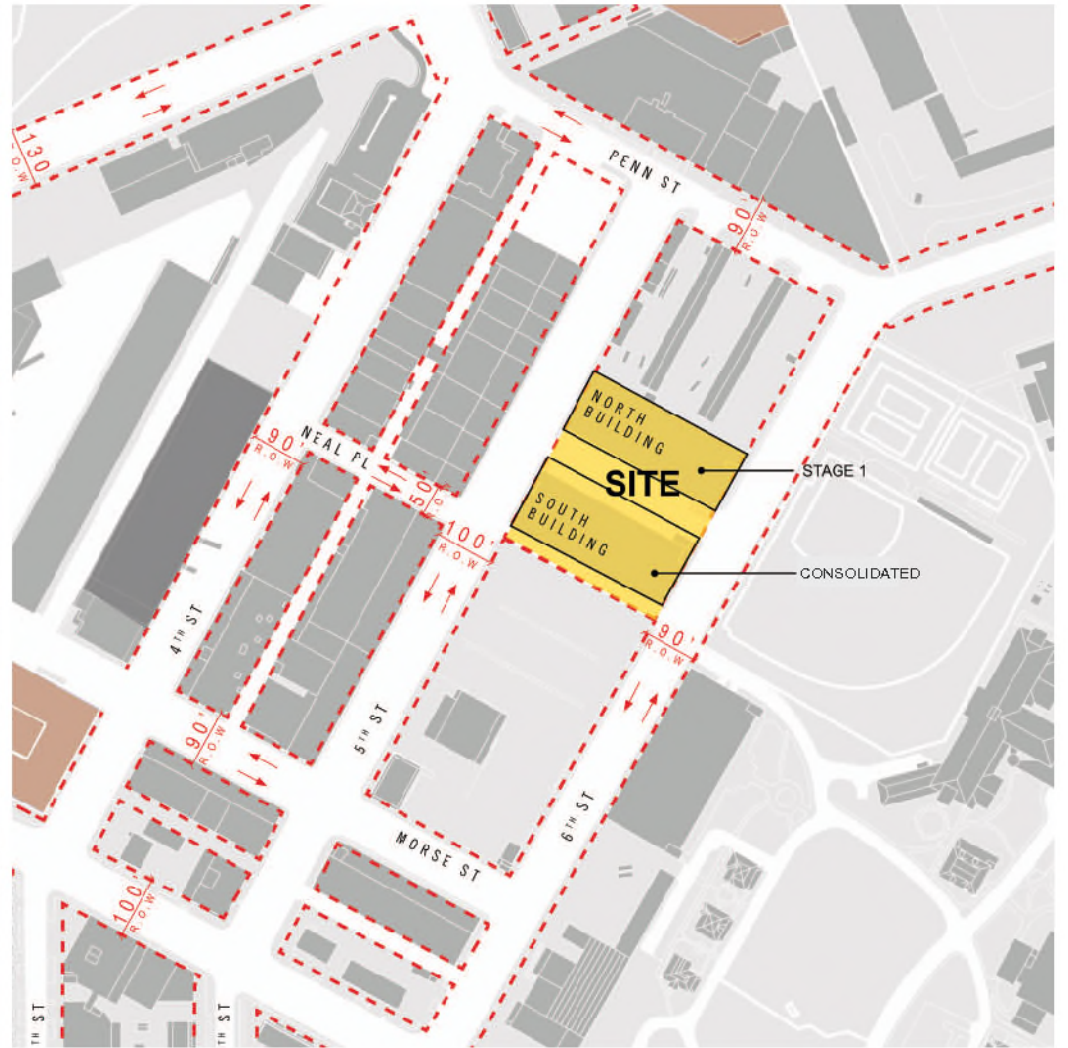 PENN ST
130
R.O.W
90'
R.O.W
NORTH
BUILDING
STAGE 1
SITE
SOUTH
BUILDING
CONSOLIDATED
NEAL PL
90'
R.O.W
50'
R.O.
100'
R.O.W
90'
R.O.W
4TH ST
5TH ST
6TH ST
90'
R.O.W
MORSE ST
100'
R.O.W
TH ST
TH ST